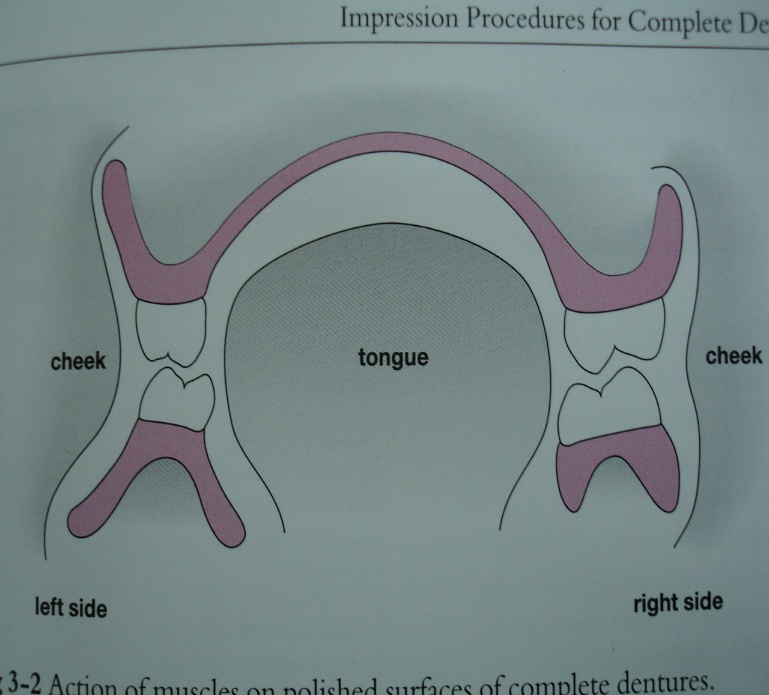 Impression Procedures for Complete De
cheek
tongue
cheek
left side
right side
3-2 Action of muscles on polished surfaces of complete dentures.